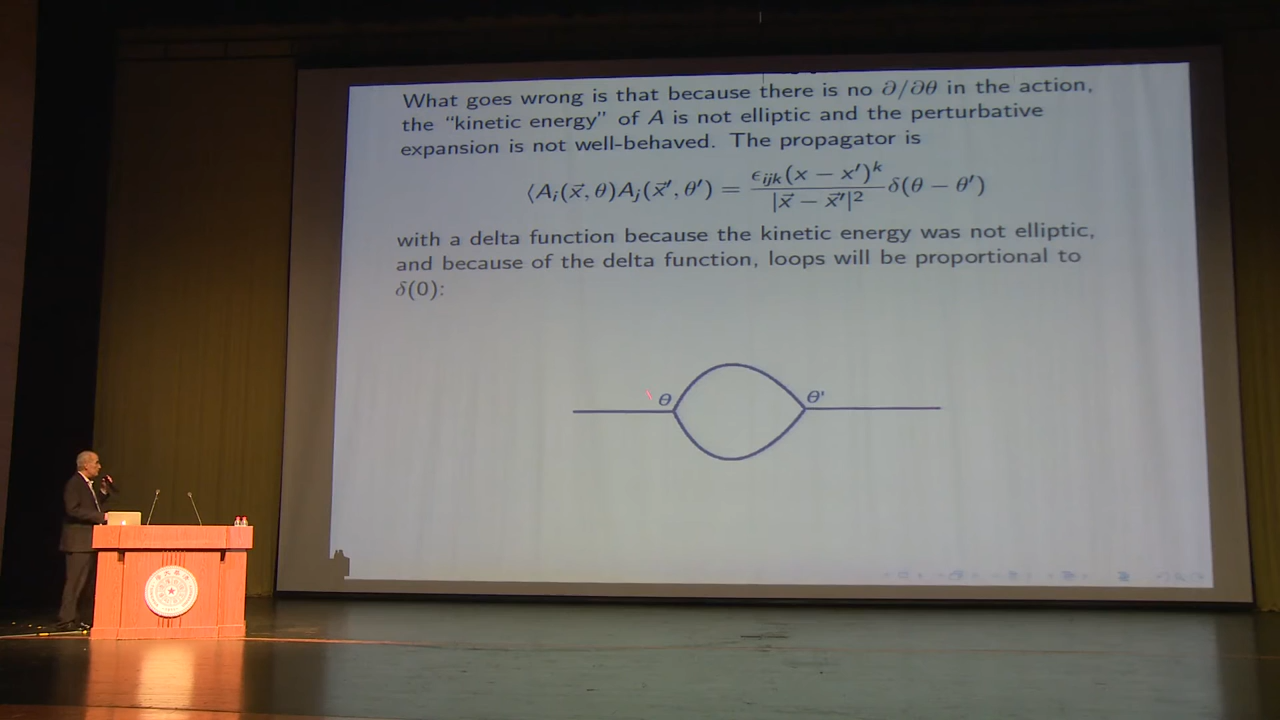 What goes wrong is that because there is no ∂/∂θ in the action,
the “kinetic energy” of A is not elliptic and the perturbative
expansion is not well-behaved. The propagator is
⟨A_i(x⃗, θ)A_j(x⃗′, θ′) = ϵ_{ijk}(x − x′)^k / |x⃗ − x⃗′|^2 δ(θ − θ′)
with a delta function because the kinetic energy was not elliptic,
and because of the delta function, loops will be proportional to
δ(0):
θ θ'